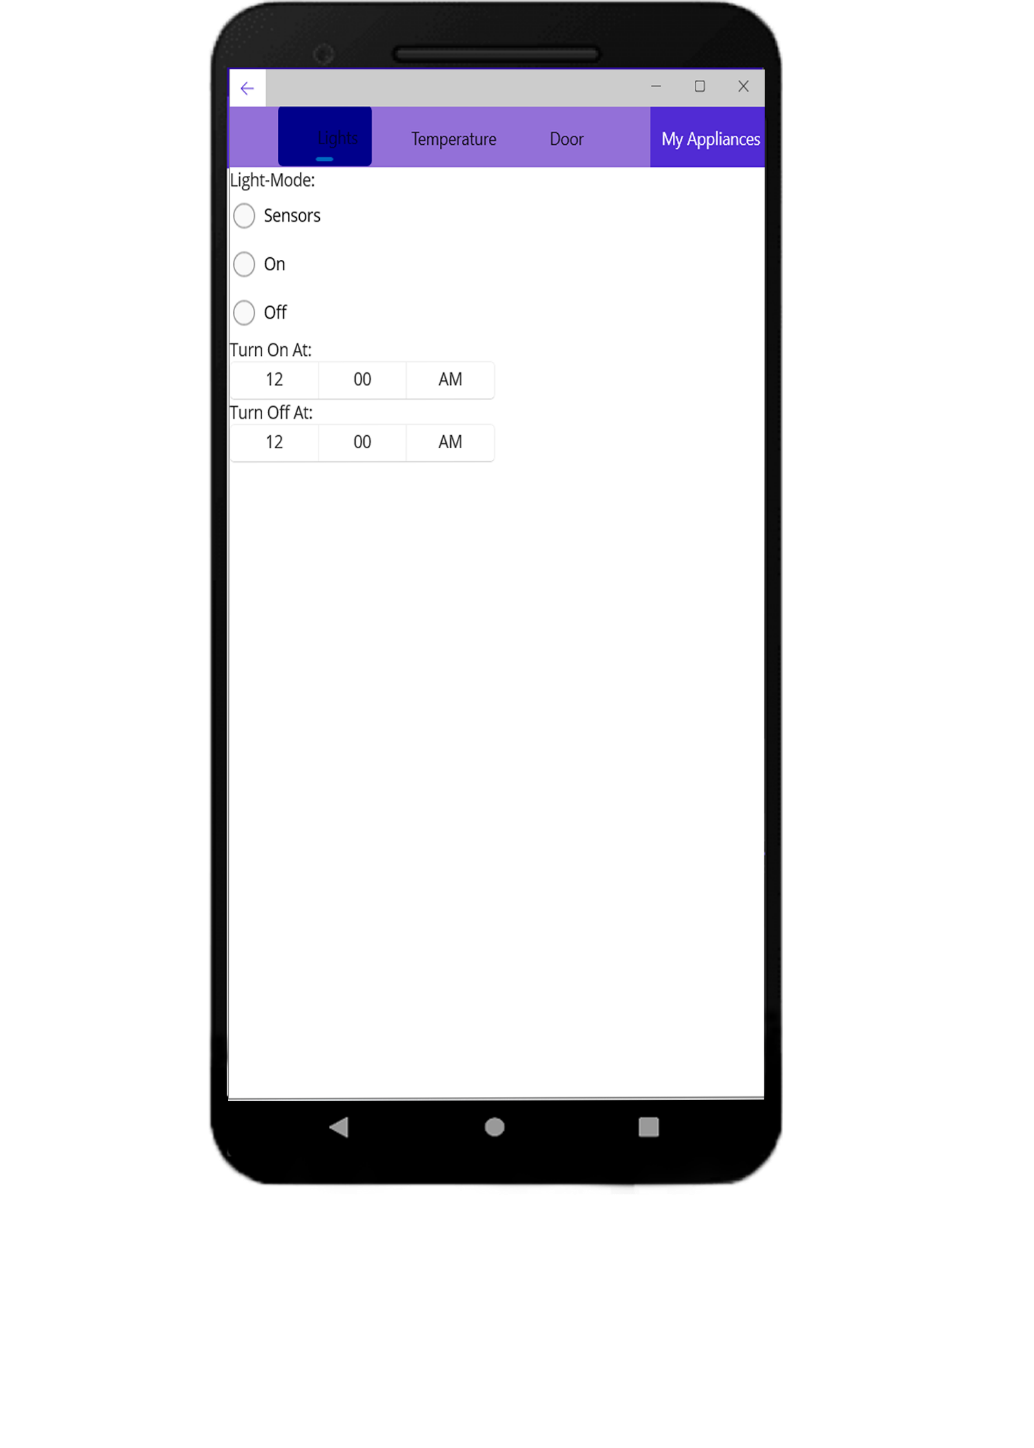 Lights Temperature Door My Appliances
Light-Mode:
Sensors
On
Off
Turn On At:
12 00 AM
Turn Off At:
12 00 AM